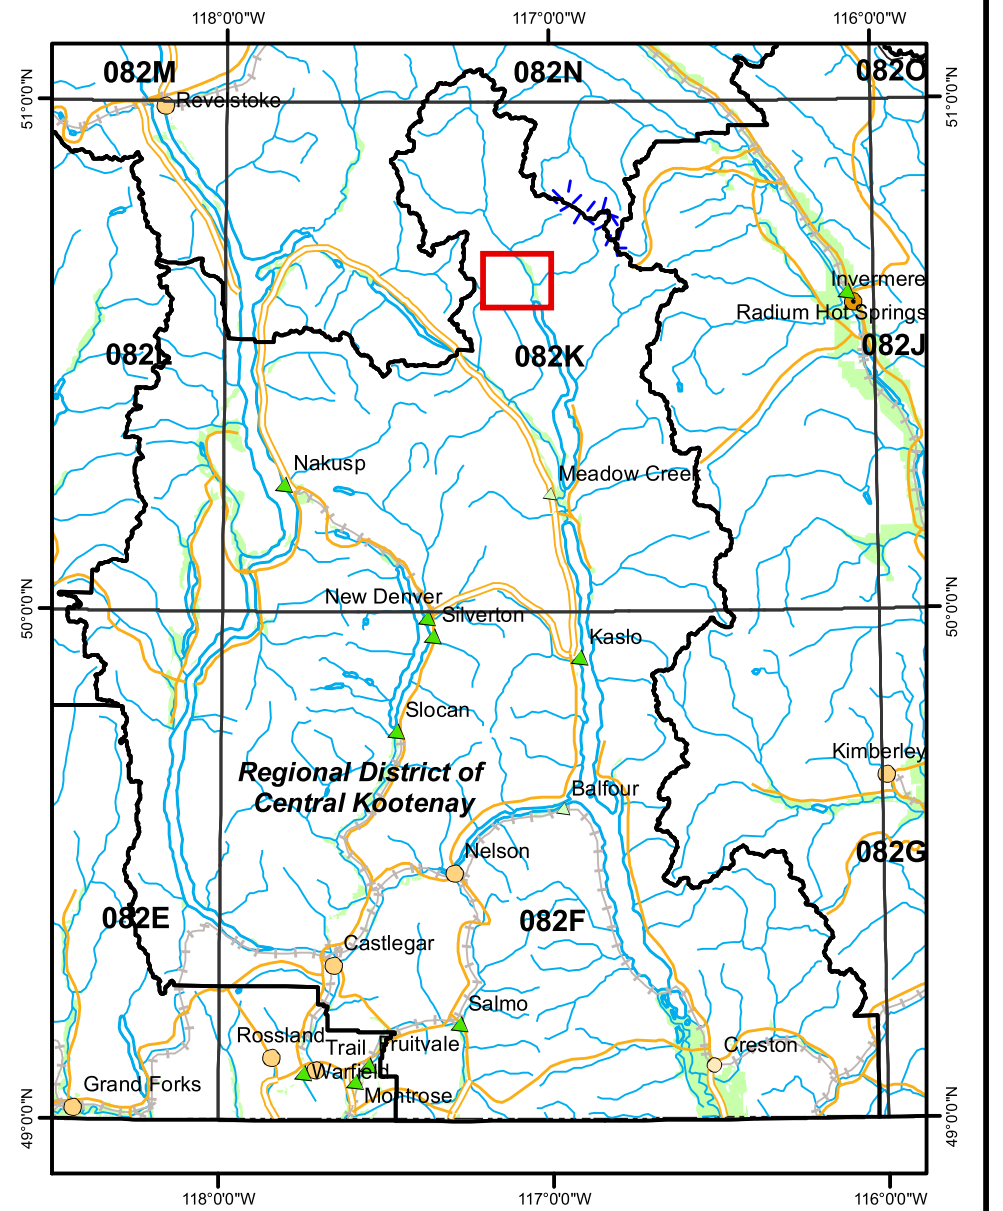 118°0'0"W
117°0'0"W
116°0'0"W
082M
082N
082O
51°0'0"N
51°0'0"N
Revelstoke
Invermere
Radium Hot Springs
082L
082K
082J
Nakusp
Meadow Creek
New Denver
Silverton
50°0'0"N
50°0'0"N
Kaslo
Slocan
Kimberley
Regional District of
Central Kootenay
Balfour
Nelson
082G
082E
082F
Castlegar
Salmo
Rossland
Trail
Fruitvale
Creston
Warfield
Grand Forks
Montrose
49°0'0"N
49°0'0"N
118°0'0"W
117°0'0"W
116°0'0"W